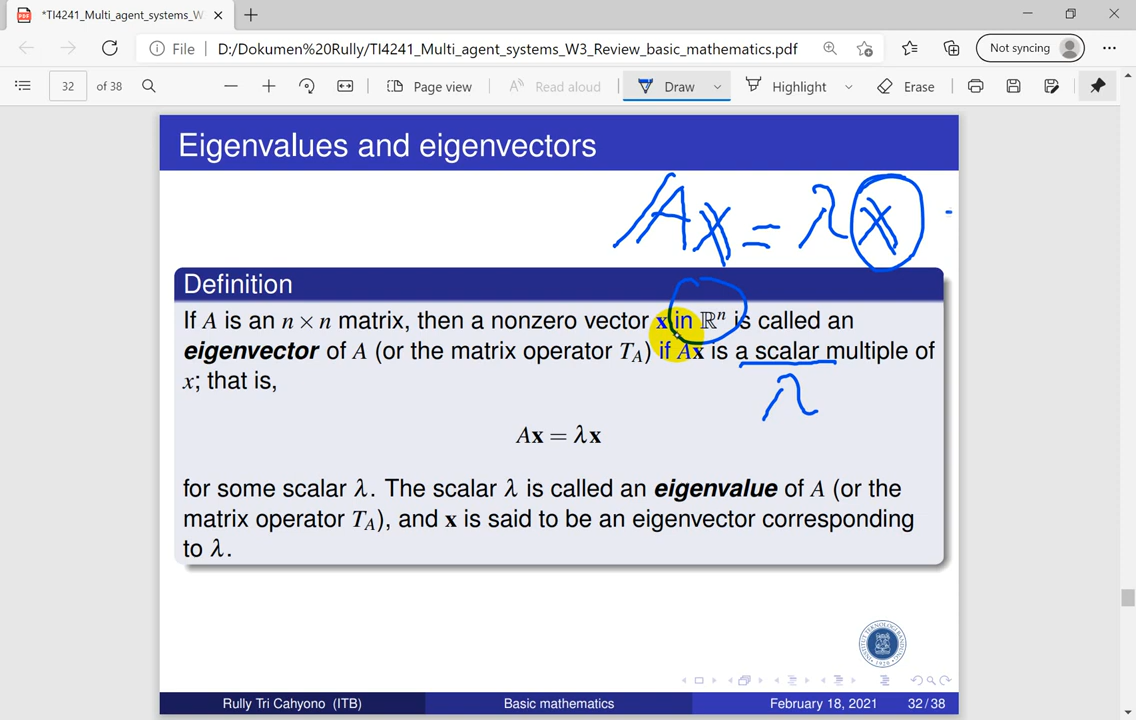 *TI4241_Multi_agent_systems_W
File D:/Dokumen%20Rully/TI4241_Multi_agent_systems_W3_Review_basic_mathematics.pdf Not syncing
32 of 38 Page view Read aloud Draw Highlight Erase
Eigenvalues and eigenvectors
Ax = λx
Definition
If A is an n × n matrix, then a nonzero vector x in ℝⁿ is called an
eigenvector of A (or the matrix operator T_A) if Ax is a scalar multiple of
x; that is,
λ
Ax = λx
for some scalar λ. The scalar λ is called an eigenvalue of A (or the
matrix operator T_A), and x is said to be an eigenvector corresponding
to λ.
Rully Tri Cahyono (ITB) Basic mathematics February 18, 2021 32 / 38